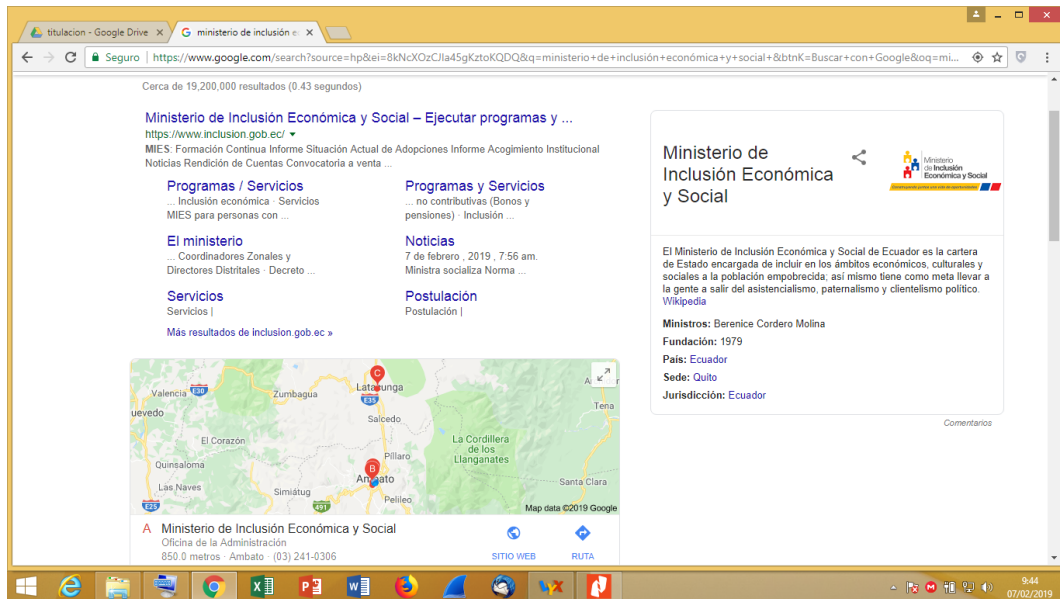 titulacion - Google Drive
ministerio de inclusión e
Seguro
https://www.google.com/search?source=hp&ei=8kNcXOzCJIa45gKztoKQDQ&q=ministerio+de+inclusión+económica+y+social+&btnK=Buscar+con+Google&oq=mi...
Cerca de 19,200,000 resultados (0.43 segundos)
Ministerio de Inclusión Económica y Social – Ejecutar programas y ...
https://www.inclusion.gob.ec/
MIES: Formación Continua Informe Situación Actual de Adopciones Informe Acogimiento Institucional
Noticias Rendición de Cuentas Convocatoria a venta ...
Programas / Servicios
... Inclusión económica · Servicios
MIES para personas con ...
Programas y Servicios
... no contributivas (Bonos y
pensiones) · Inclusión ...
El ministerio
... Coordinadores Zonales y
Directores Distritales · Decreto ...
Noticias
7 de febrero , 2019 , 7:56 am.
Ministra socializa Norma ...
Servicios
Servicios |
Postulación
Postulación |
Más resultados de inclusion.gob.ec »
Valencia
E30
Zumbagua
Latacunga
C
E35
Tena
uevedo
Salcedo
El Corazón
La Cordillera
de los
Llanganates
Píllaro
Quinsaloma
B
Ambato
Santa Clara
Las Naves
Simiátug
Pelileo
E25
491
Map data ©2019 Google
A Ministerio de Inclusión Económica y Social
Oficina de la Administración
850.0 metros · Ambato · (03) 241-0306
SITIO WEB
RUTA
Ministerio de
Inclusión Económica
y Social
Ministerio
de Inclusión
Económica y Social
El Ministerio de Inclusión Económica y Social de Ecuador es la cartera
de Estado encargada de incluir en los ámbitos económicos, culturales y
sociales a la población empobrecida; así mismo tiene como meta llevar a
la gente a salir del asistencialismo, paternalismo y clientelismo político.
Wikipedia
Ministros: Berenice Cordero Molina
Fundación: 1979
País: Ecuador
Sede: Quito
Jurisdicción: Ecuador
Comentarios
9:44
07/02/2019